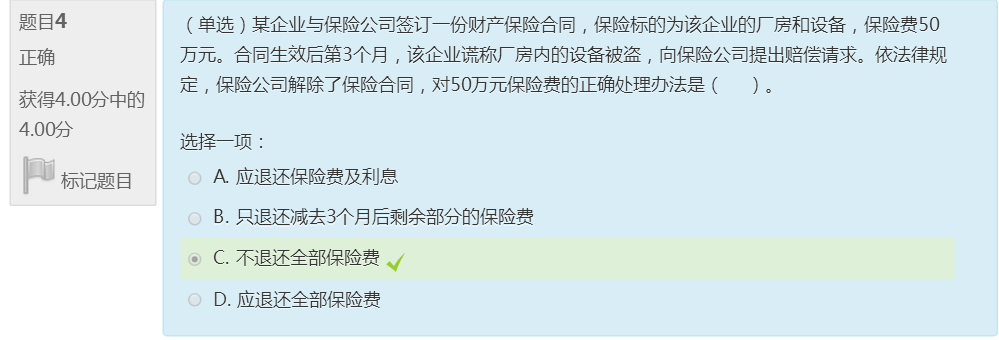 题目4
正确
获得4.00分中的
4.00分
标记题目
（单选）某企业与保险公司签订一份财产保险合同，保险标的为该企业的厂房和设备，保险费50
万元。合同生效后第3个月，该企业谎称厂房内的设备被盗，向保险公司提出赔偿请求。依法律规
定，保险公司解除了保险合同，对50万元保险费的正确处理办法是（　　）。
选择一项：
A. 应退还保险费及利息
B. 只退还减去3个月后剩余部分的保险费
C. 不退还全部保险费
D. 应退还全部保险费